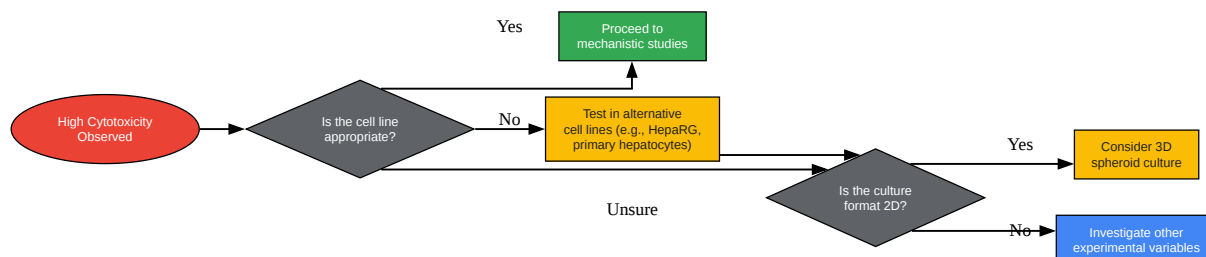 Yes
Proceed to
mechanistic studies
High Cytotoxicity
Observed
Is the cell line
appropriate?
No
Test in alternative
cell lines (e.g., HepaRG,
primary hepatocytes)
Unsure
Is the culture
format 2D?
Yes
Consider 3D
spheroid culture
No
Investigate other
experimental variables